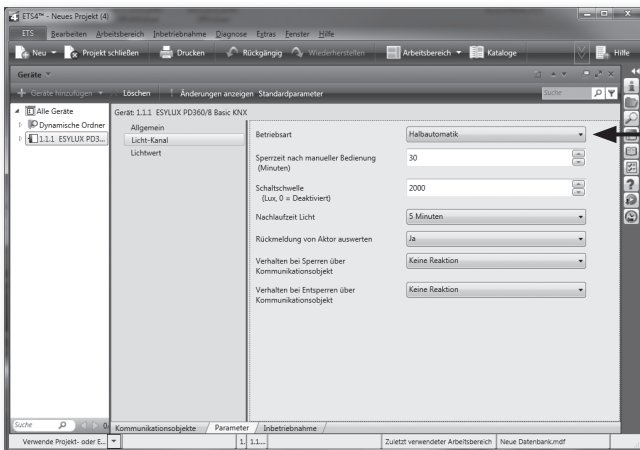 ETS4™ - Neues Projekt (4)
ETS Bearbeiten Arbeitsbereich Inbetriebnahme Diagnose Extras Fenster Hilfe
Neu Projekt schließen Drucken Rückgängig Wiederherstellen Arbeitsbereich Kataloge Hilfe
Geräte
Geräte hinzufügen Löschen Änderungen anzeigen Standardparameter Suche
Alle Geräte
Dynamische Ordner
1.1.1 ESYLUX PD3...
Gerät: 1.1.1 ESYLUX PD360/8 Basic KNX
Allgemein
Licht-Kanal
Lichtwert
Betriebsart Halbautomatik
Sperrzeit nach manueller Bedienung 30
(Minuten)
Schaltschwelle 2000
(Lux, 0 = Deaktiviert)
Nachlaufzeit Licht 5 Minuten
Rückmeldung von Aktor auswerten Ja
Verhalten bei Sperren über Keine Reaktion
Kommunikationsobjekt
Verhalten bei Entsperren über Keine Reaktion
Kommunikationsobjekt
Suche
Kommunikationsobjekte Parameter Inbetriebnahme
Verwende Projekt- oder E... 1. 1.1.... Zuletzt verwendeter Arbeitsbereich Neue Datenbank.mdf